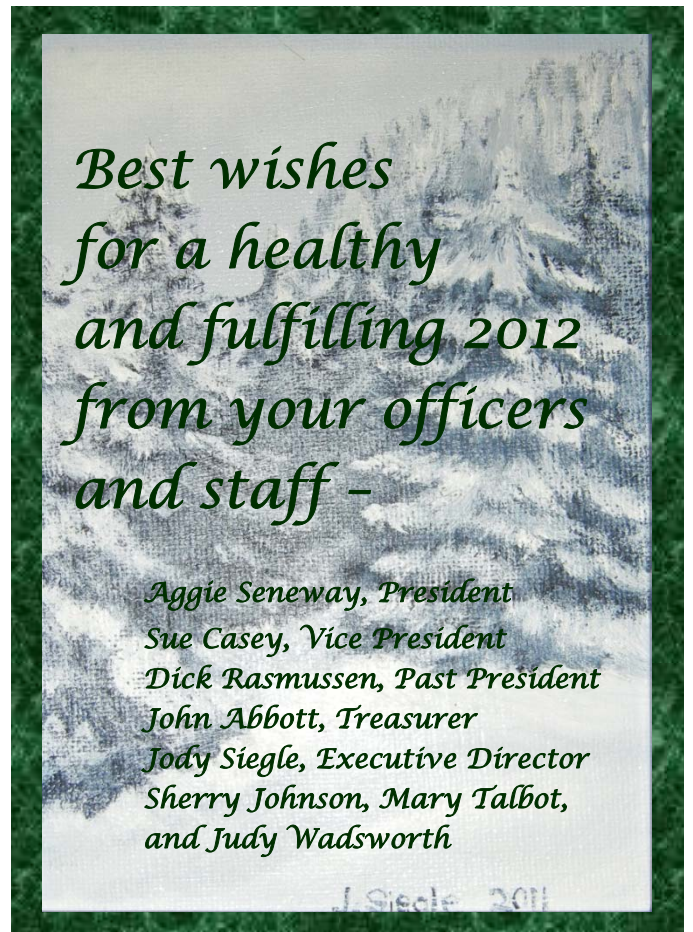 Best wishes
for a healthy
and fulfilling 2012
from your officers
and staff –
Aggie Seneway, President
Sue Casey, Vice President
Dick Rasmussen, Past President
John Abbott, Treasurer
Jody Siegle, Executive Director
Sherry Johnson, Mary Talbot,
and Judy Wadsworth
J. Siegle 2011